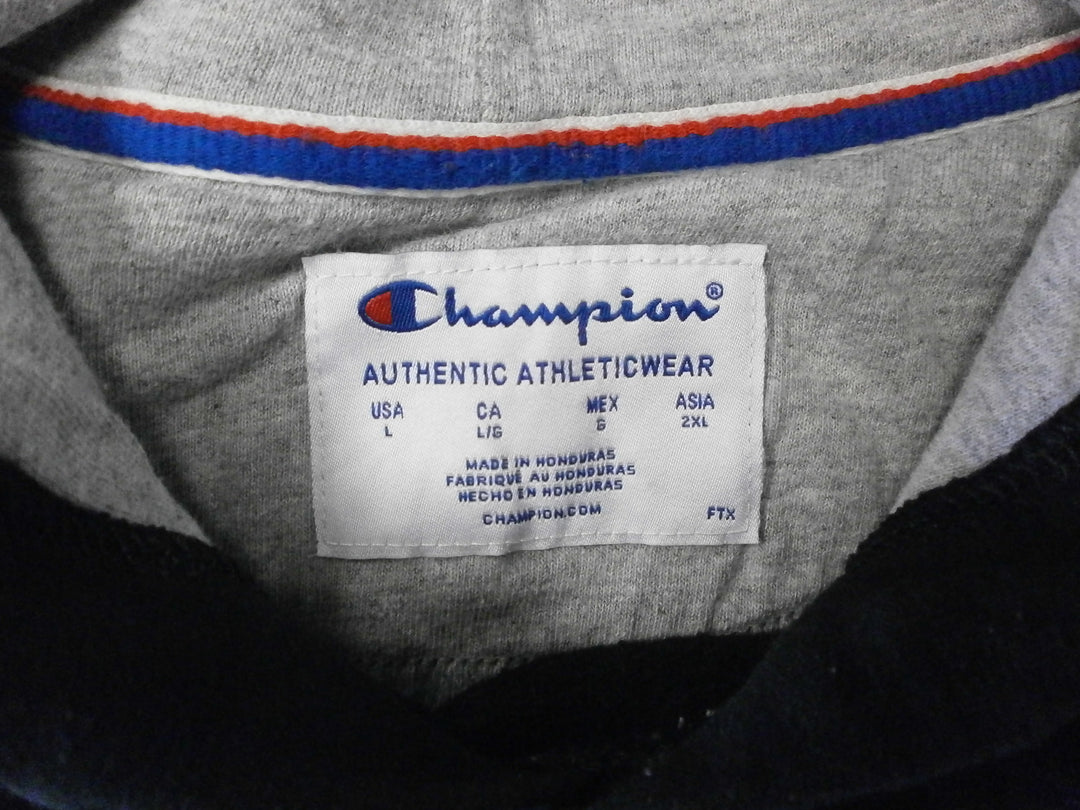 Champion®
AUTHENTIC ATHLETICWEAR
USA CA MEX ASIA
L L/G G 2XL
MADE IN HONDURAS
FABRIQUÉ AU HONDURAS
HECHO EN HONDURAS
CHAMPION.COM FTX